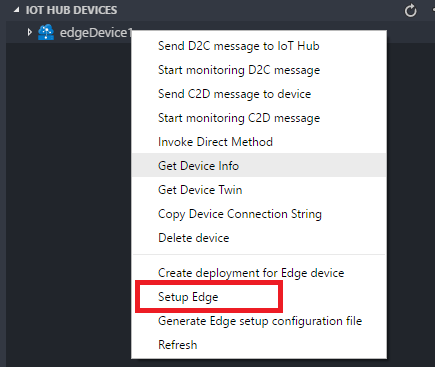 IOT HUB DEVICES
edgeDevice1
Send D2C message to IoT Hub
Start monitoring D2C message
Send C2D message to device
Start monitoring C2D message
Invoke Direct Method
Get Device Info
Get Device Twin
Copy Device Connection String
Delete device
Create deployment for Edge device
Setup Edge
Generate Edge setup configuration file
Refresh